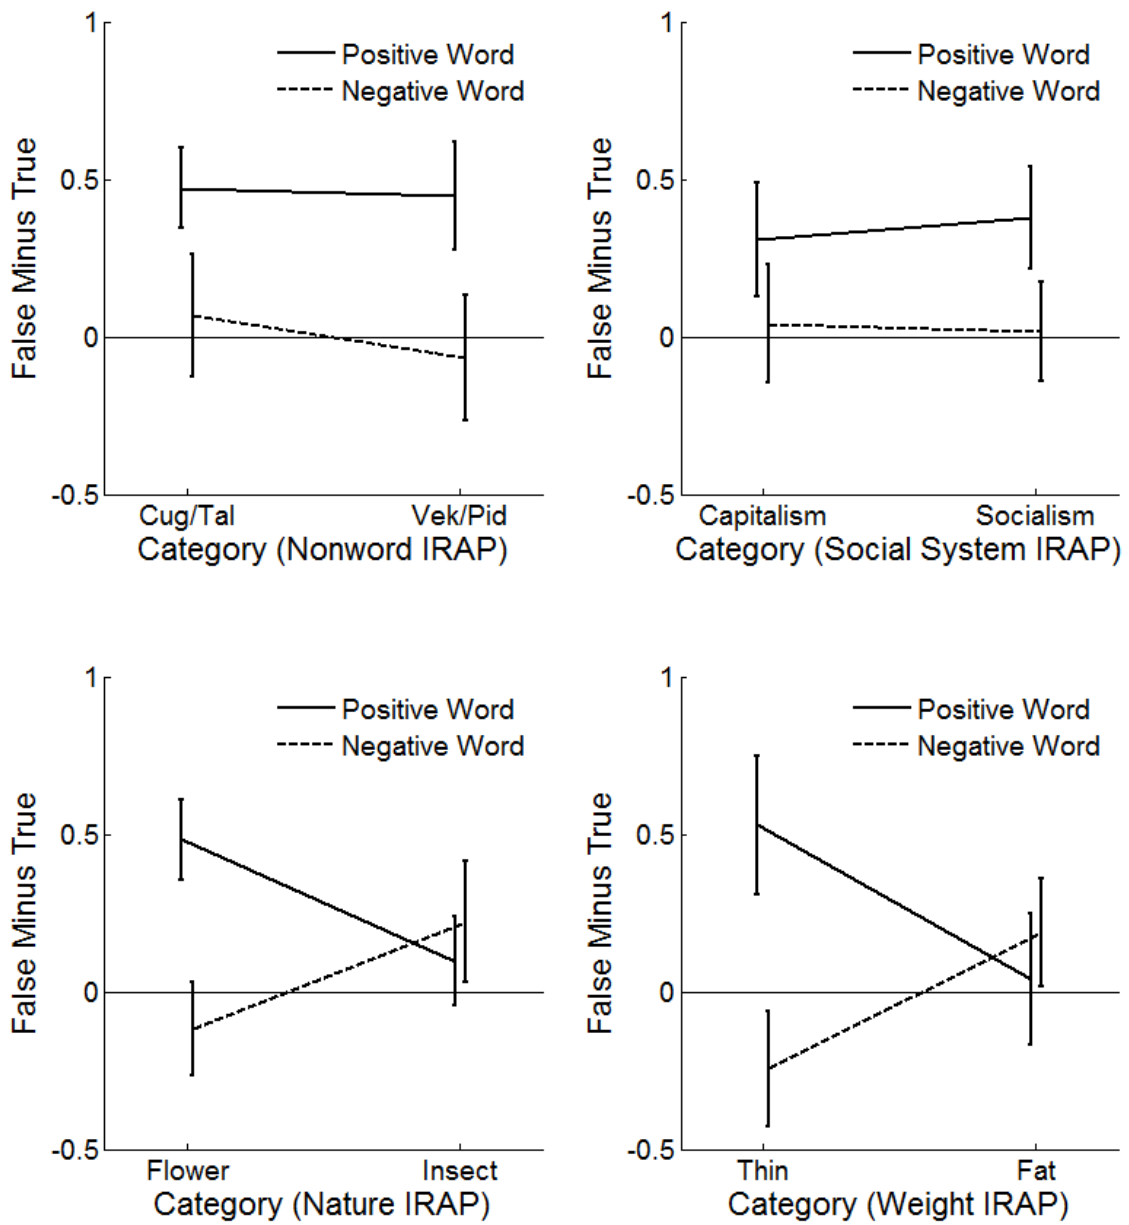 1
Positive Word
Negative Word
0.5
0
-0.5
False Minus True
Cug/Tal Vek/Pid
Category (Nonword IRAP)
1
Positive Word
Negative Word
0.5
0
-0.5
False Minus True
Capitalism Socialism
Category (Social System IRAP)
1
Positive Word
Negative Word
0.5
0
-0.5
False Minus True
Flower Insect
Category (Nature IRAP)
1
Positive Word
Negative Word
0.5
0
-0.5
False Minus True
Thin Fat
Category (Weight IRAP)